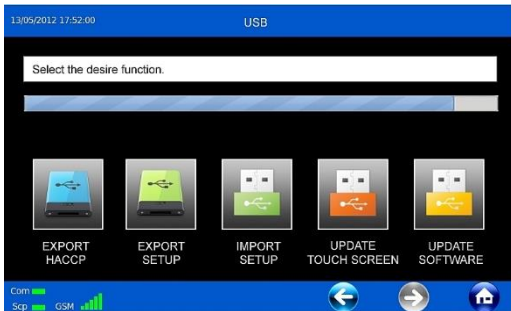 13/05/2012 17:52:00
USB
Select the desire function.
EXPORT
HACCP
EXPORT
SETUP
IMPORT
SETUP
UPDATE
TOUCH SCREEN
UPDATE
SOFTWARE
Com
Scp
GSM